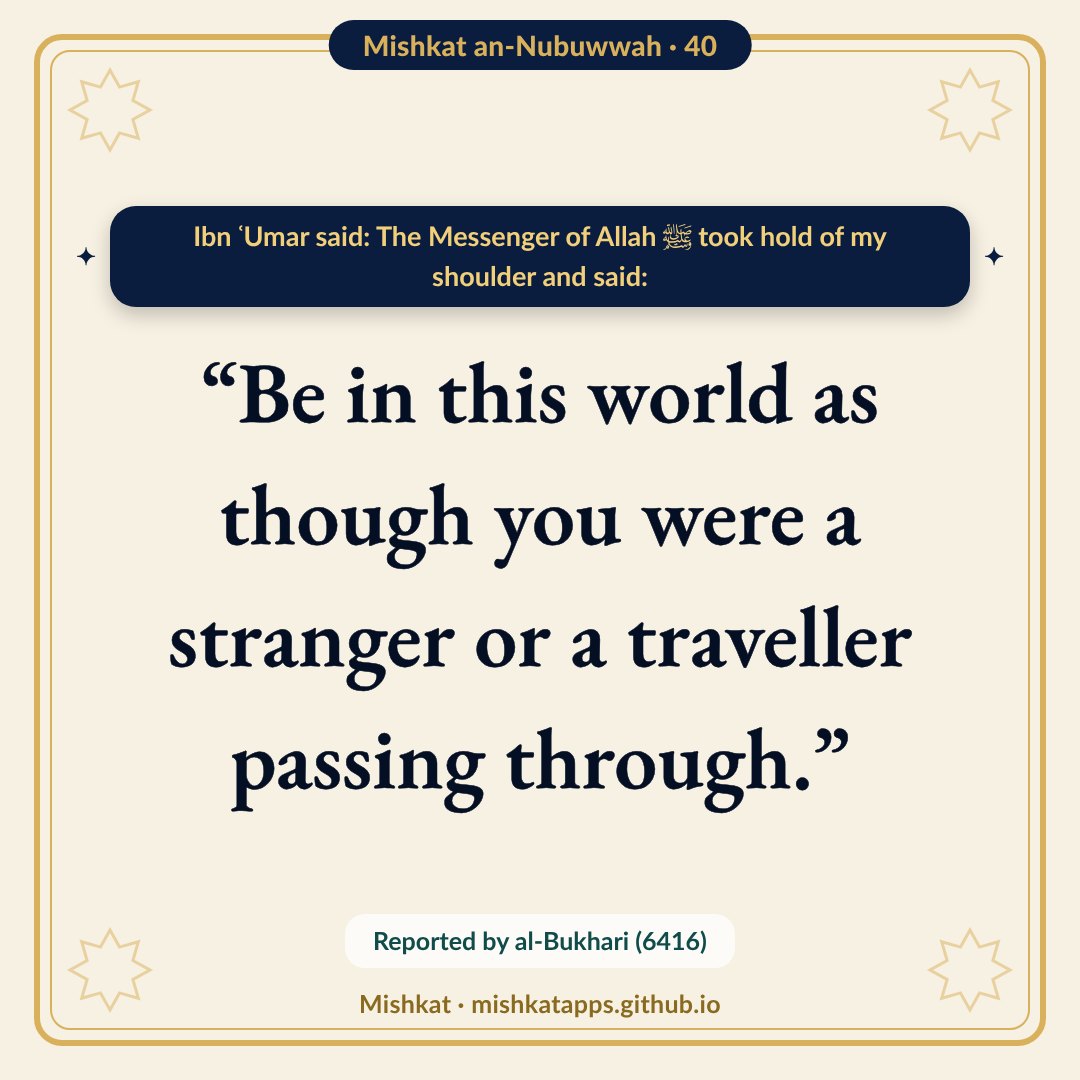 Mishkat an-Nubuwwah · 40
Ibn ʿUmar said: The Messenger of Allah ﷺ took hold of my
shoulder and said:
“Be in this world as
though you were a
stranger or a traveller
passing through.”
Reported by al-Bukhari (6416)
Mishkat · mishkatapps.github.io